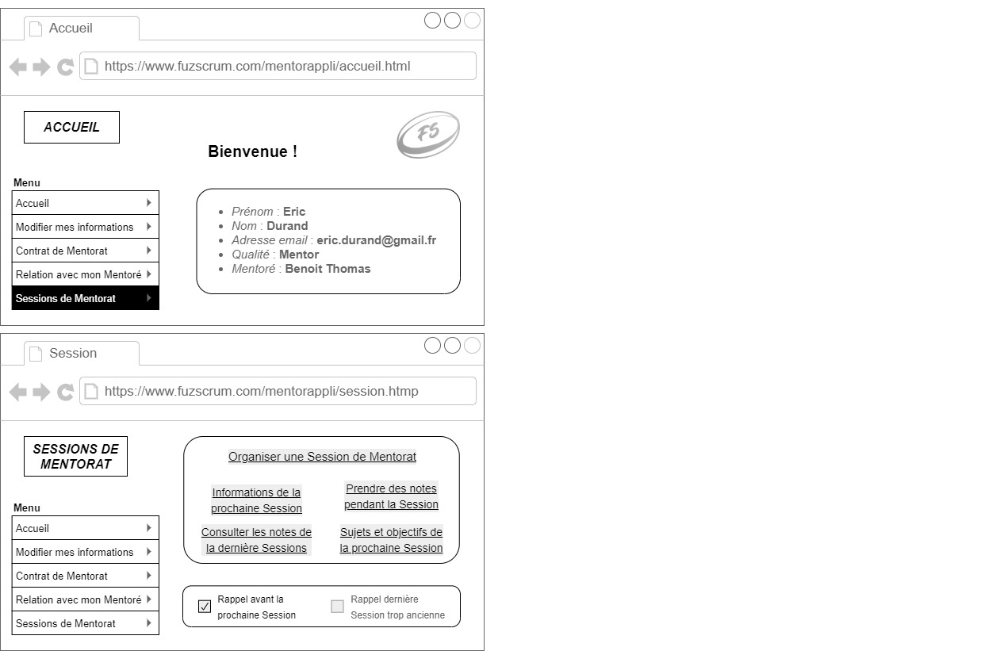 Accueil
https://www.fuzscrum.com/mentorappli/accueil.html
ACCUEIL
FS
Bienvenue !
Menu
Accueil
Modifier mes informations
Contrat de Mentorat
Relation avec mon Mentoré
Sessions de Mentorat
Prénom : Eric
Nom : Durand
Adresse email : eric.durand@gmail.fr
Qualité : Mentor
Mentoré : Benoit Thomas
Session
https://www.fuzscrum.com/mentorappli/session.htmp
SESSIONS DE
MENTORAT
Menu
Accueil
Modifier mes informations
Contrat de Mentorat
Relation avec mon Mentoré
Sessions de Mentorat
Organiser une Session de Mentorat
Informations de la
prochaine Session
Prendre des notes
pendant la Session
Consulter les notes de
la dernière Sessions
Sujets et objectifs de
la prochaine Session
Rappel avant la
prochaine Session
Rappel dernière
Session trop ancienne